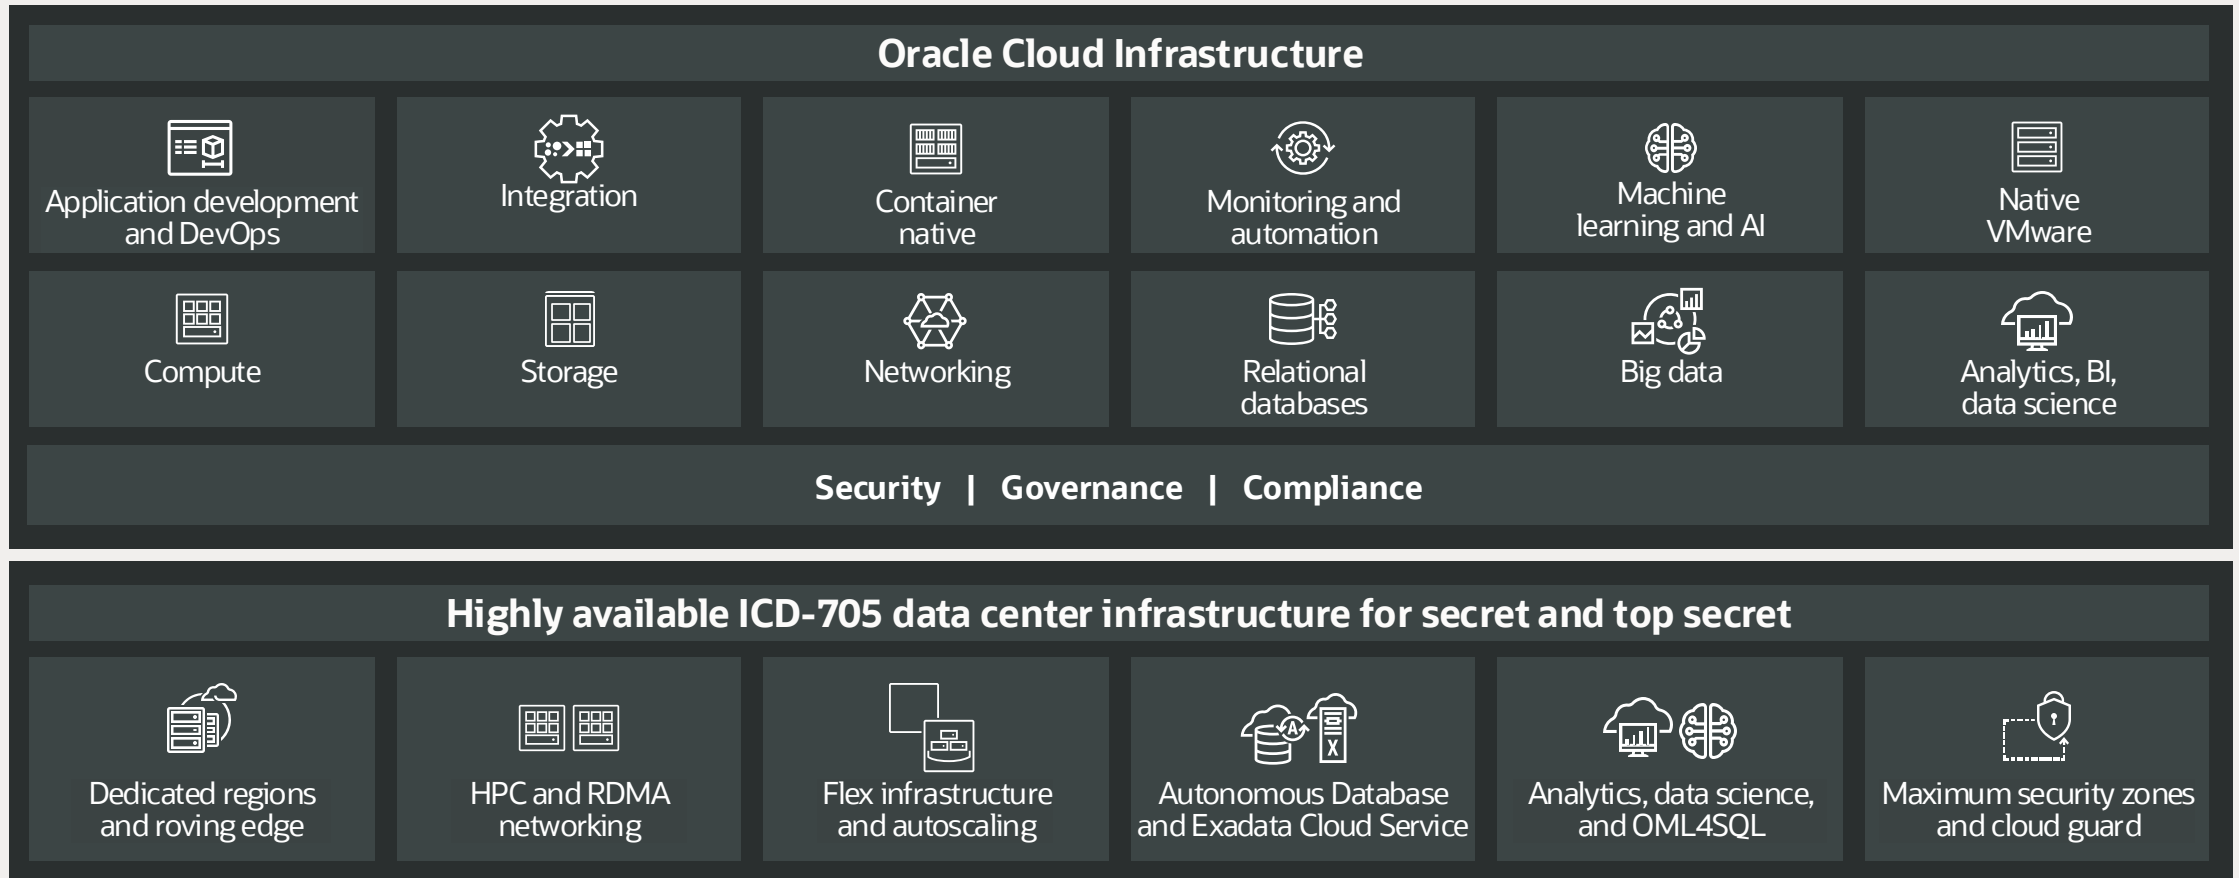 Oracle Cloud Infrastructure
Application development
and DevOps
Integration
Container
native
Monitoring and
automation
Machine
learning and AI
Native
VMware
Compute
Storage
Networking
Relational
databases
Big data
Analytics, BI,
data science
Security | Governance | Compliance
Highly available ICD-705 data center infrastructure for secret and top secret
Dedicated regions
and roving edge
HPC and RDMA
networking
Flex infrastructure
and autoscaling
A
X
Autonomous Database
and Exadata Cloud Service
Analytics, data science,
and OML4SQL
Maximum security zones
and cloud guard